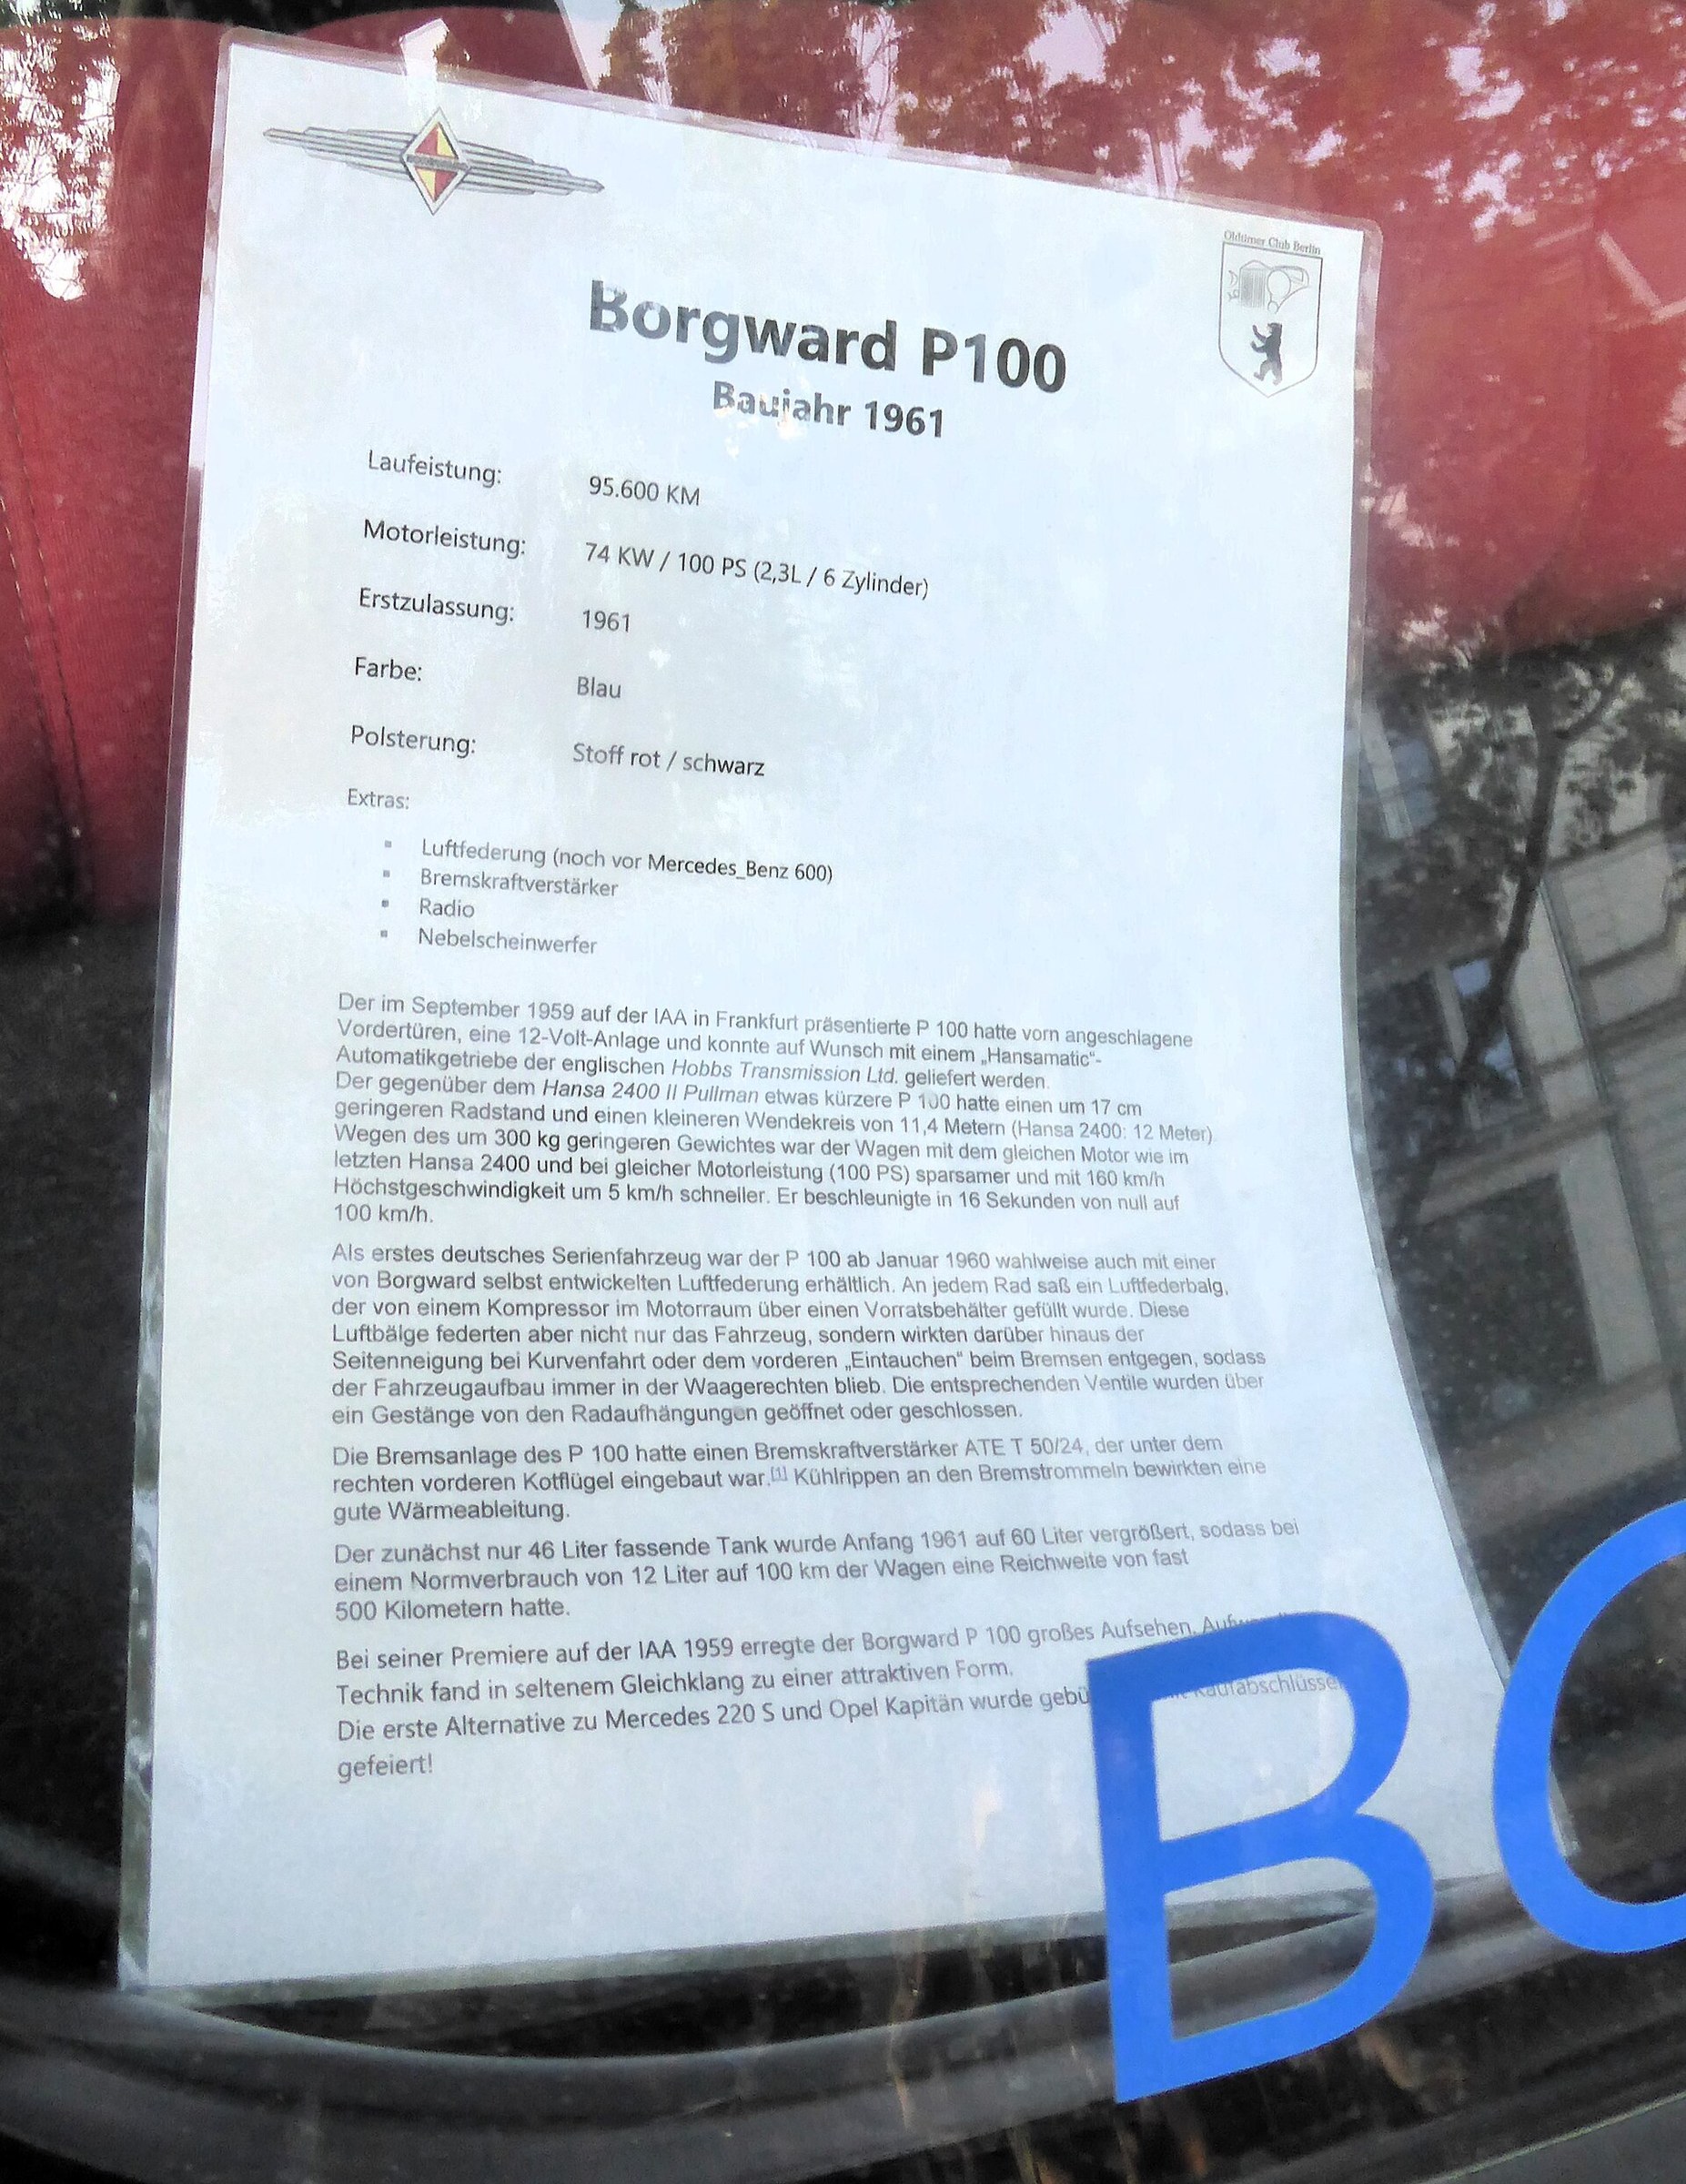 Oldtimer Club Berlin
Borgward P100
Baujahr 1961
Laufeistung: 95.600 KM
Motorleistung: 74 KW / 100 PS (2,3L / 6 Zylinder)
Erstzulassung: 1961
Farbe: Blau
Polsterung: Stoff rot / schwarz
Extras:
▪ Luftfederung (noch vor Mercedes_Benz 600)
▪ Bremskraftverstärker
▪ Radio
▪ Nebelscheinwerfer
Der im September 1959 auf der IAA in Frankfurt präsentierte P 100 hatte vorn angeschlagene
Vordertüren, eine 12-Volt-Anlage und konnte auf Wunsch mit einem „Hansamatic“-
Automatikgetriebe der englischen Hobbs Transmission Ltd. geliefert werden.
Der gegenüber dem Hansa 2400 II Pullman etwas kürzere P 100 hatte einen um 17 cm
geringeren Radstand und einen kleineren Wendekreis von 11,4 Metern (Hansa 2400: 12 Meter).
Wegen des um 300 kg geringeren Gewichtes war der Wagen mit dem gleichen Motor wie im
letzten Hansa 2400 und bei gleicher Motorleistung (100 PS) sparsamer und mit 160 km/h
Höchstgeschwindigkeit um 5 km/h schneller. Er beschleunigte in 16 Sekunden von null auf
100 km/h.
Als erstes deutsches Serienfahrzeug war der P 100 ab Januar 1960 wahlweise auch mit einer
von Borgward selbst entwickelten Luftfederung erhältlich. An jedem Rad saß ein Luftfederbalg,
der von einem Kompressor im Motorraum über einen Vorratsbehälter gefüllt wurde. Diese
Luftbälge federten aber nicht nur das Fahrzeug, sondern wirkten darüber hinaus der
Seitenneigung bei Kurvenfahrt oder dem vorderen „Eintauchen“ beim Bremsen entgegen, sodass
der Fahrzeugaufbau immer in der Waagerechten blieb. Die entsprechenden Ventile wurden über
ein Gestänge von den Radaufhängungen geöffnet oder geschlossen.
Die Bremsanlage des P 100 hatte einen Bremskraftverstärker ATE T 50/24, der unter dem
rechten vorderen Kotflügel eingebaut war.[1] Kühlrippen an den Bremstrommeln bewirkten eine
gute Wärmeableitung.
Der zunächst nur 46 Liter fassende Tank wurde Anfang 1961 auf 60 Liter vergrößert, sodass bei
einem Normverbrauch von 12 Liter auf 100 km der Wagen eine Reichweite von fast
500 Kilometern hatte.
Bei seiner Premiere auf der IAA 1959 erregte der Borgward P 100 großes Aufsehen.
Technik fand in seltenem Gleichklang zu einer attraktiven Form.
Die erste Alternative zu Mercedes 220 S und Opel Kapitän wurde
gefeiert!
B